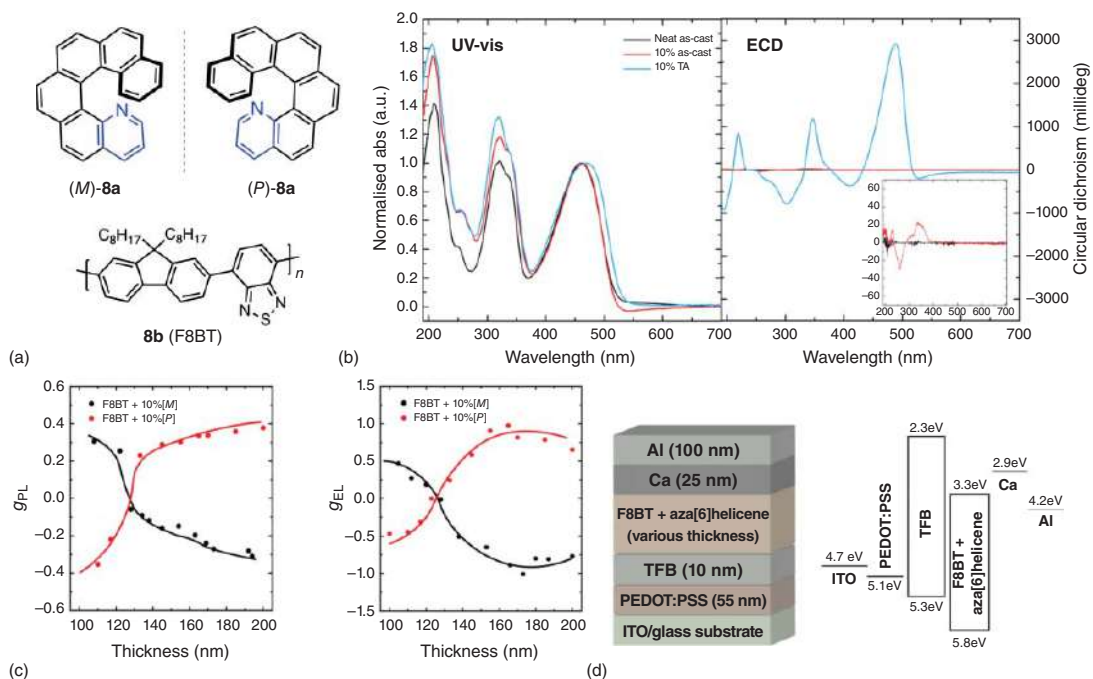 N
N
(M)-8a
(P)-8a
C₈H₁₇ C₈H₁₇
n
N N
S
8b (F8BT)
(a)
UV-vis
Neat as-cast
10% as-cast
10% TA
Normalised abs (a.u.)
2.0
1.8
1.6
1.4
1.2
1.0
0.8
0.6
0.4
0.2
0.0
200 300 400 500 600 700
Wavelength (nm)
ECD
300 400 500 600 700
Wavelength (nm)
3000
2000
1000
0
−1000
−2000
−3000
Circular dichroism (millideg)
60
40
20
0
−20
−40
−60
200 300 400 500 600 700
(b)
F8BT + 10%[M]
F8BT + 10%[P]
gPL
0.6
0.4
0.2
0.0
−0.2
−0.4
−0.6
100 120 140 160 180 200
Thickness (nm)
(c)
F8BT + 10%[M]
F8BT + 10%[P]
gEL
1.5
1.0
0.5
0.0
−0.5
−1.0
−1.5
100 120 140 160 180 200
Thickness (nm)
Al (100 nm)
Ca (25 nm)
F8BT + aza[6]helicene
(various thickness)
TFB (10 nm)
PEDOT:PSS (55 nm)
ITO/glass substrate
4.7 eV
ITO
PEDOT:PSS
5.1eV
2.3eV
TFB
5.3eV
3.3eV
F8BT +
aza[6]helicene
5.8eV
2.9eV
Ca
4.2eV
Al
(d)